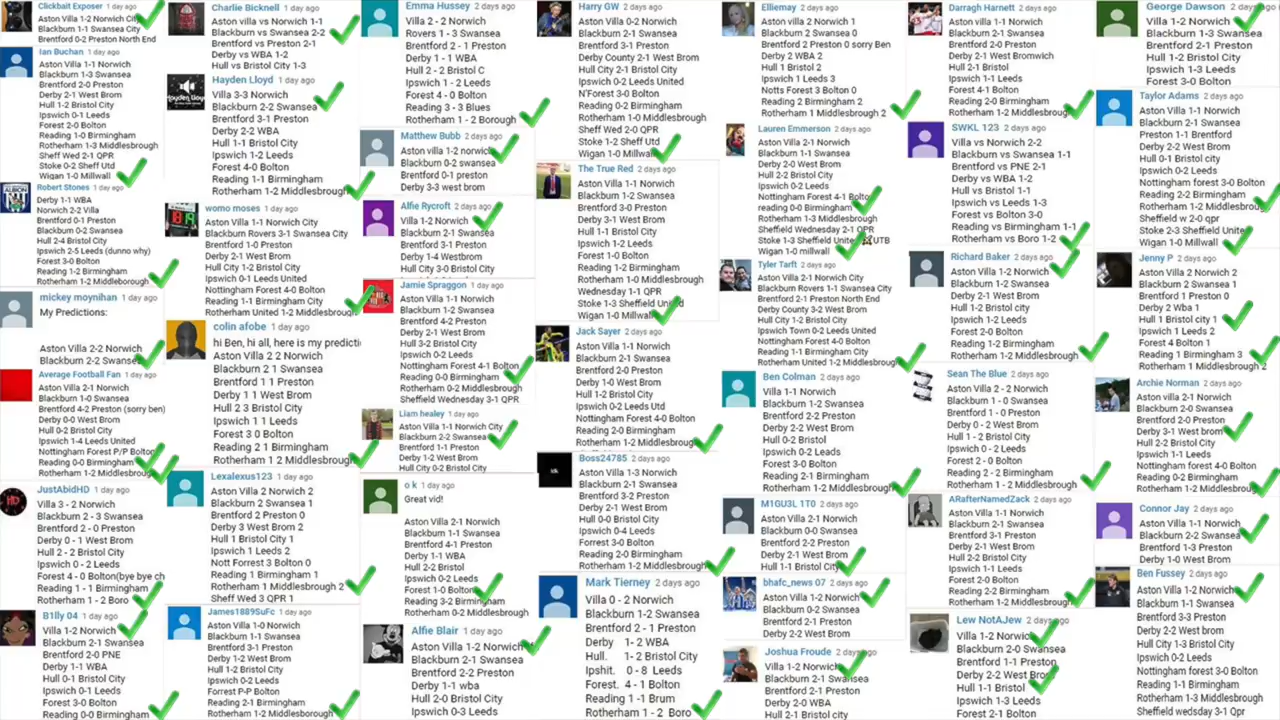 Clickbait Exposer 1 day ago
Aston Villa 1-2 Norwich City
Blackburn 1-1 Swansea City
Brentford 0-2 Preston North End
Ian Buchan 1 day ago
Aston Villa 1-1 Norwich
Blackburn 1-3 Swansea
Brentford 2-0 Preston
Derby 2-1 West Brom
Hull 1-2 Bristol City
Ipswich 0-1 Leeds
Forest 2-0 Bolton
Reading 1-0 Birmingham
Rotherham 1-3 Middlesbrough
Sheff Wed 2-1 QPR
Stoke 0-2 Sheff Utd
Wigan 1-0 Millwall
Robert Stones 1 day ago
Derby 1-1 WBA
Norwich 2-2 Villa
Brentford 0-1 Preston
Blackburn 0-2 Swansea
Hull 2-4 Bristol City
Ipswich 2-5 Leeds (dunno why)
Forest 3-0 Bolton
Reading 1-2 Birmingham
Rotherham 1-2 Middleboro
mickey moynihan 1 day ago
My Predictions:
Aston Villa 2-2 Norwich
Blackburn 2-2 Swansea
Average Football Fan 1 day ago
Aston Villa 2-1 Norwich
Blackburn 1-0 Swansea
Brentford 4-2 Preston (sorry ben)
Derby 0-0 West Brom
Hull 0-2 Bristol City
Ipswich 1-4 Leeds United
Nottingham Forest P/P Bolton
Reading 0-0 Birmingham
Rotherham 1-2 Middlesbrough
JustAbidHD 1 day ago
Villa 3 - 2 Norwich
Blackburn 2 - 3 Swansea
Brentford 2 - 0 Preston
Derby 0 - 1 West Brom
Hull 2 - 2 Bristol City
Ipswich 0 - 2 Leeds
Forest 4 - 0 Bolton(bye bye ch
Reading 1 - 1 Birmingham
Rotherham 1 - 2 Boro
B1lly 04 1 day ago
Villa 1-2 Norwich
Blackburn 2-1 Swansea
Brentford 2-0 PNE
Derby 1-1 WBA
Hull 0-1 Bristol City
Ipswich 0-1 Leeds
Forest 3-0 Bolton
Reading 0-0 Birmingham
Charlie Bicknell 1 day ago
Aston Villa vs Norwich 1-1
Blackburn vs Swansea 2-2
Brentford vs Preston 2-1
Derby vs WBA 1-2
Hull vs Bristol City 1-3
Hayden Lloyd 1 day ago
Villa 3-3 Norwich
Blackburn 2-2 Swansea
Brentford 3-1 Preston
Derby 2-2 WBA
Hull 1-1 Bristol City
Ipswich 1-2 Leeds
Forest 4-0 Bolton
Reading 1-1 Birmingham
Rotherham 1-2 Middlesbrough
womo moses 1 day ago
Aston Villa 1-1 Norwich City
Blackburn Rovers 3-1 Swansea City
Brentford 1-0 Preston
Derby 2-1 West Brom
Hull City 1-2 Bristol City
Ipswich 0-1 Leeds United
Nottingham Forest 4-0 Bolton
Reading 1-1 Birmingham City
Rotherham United 1-2 Middlesbrough
colin afobe 1 day ago
hi Ben, hi all, here is my predictio
Aston Villa 2 2 Norwich
Blackburn 2 1 Swansea
Brentford 1 1 Preston
Derby 1 1 West Brom
Hull 2 3 Bristol City
Ipswich 1 1 Leeds
Forest 3 0 Bolton
Reading 2 1 Birmingham
Rotherham 1 2 Middlesbrough
Lexalexus123 1 day ago
Aston Villa 2 Norwich 2
Blackburn 2 Swansea 1
Brentford 2 Preston 0
Derby 3 West Brom 2
Hull 1 Bristol City 1
Ipswich 1 Leeds 2
Nott Forrest 3 Bolton 0
Reading 1 Birmingham 1
Rotherham 1 Middlesbrough 2
Sheff Wed 3 QPR 1
James1889SuFc 1 day ago
Aston Villa 1-0 Norwich
Blackburn 1-0 Swansea
Brentford 3-1 Preston
Derby 1-2 West Brom
Hull 1-2 Bristol City
Ipswich 1-2 Leeds
Forrest P-P Bolton
Reading 2-1 Birmingham
Rotherham 1-2 Middlesborough
Emma Hussey 2 days ago
Villa 2 - 2 Norwich
Rovers 1 - 3 Swansea
Brentford 2 - 1 Preston
Derby 1 - 1 WBA
Hull 2 - 2 Bristol C
Ipswich 1 - 2 Leeds
Forest 4 - 0 Bolton
Reading 3 - 3 Blues
Rotherham 1 - 2 Borough
Matthew Bubb 2 days ago
Aston villa 1-2 norwich
Blackburn 0-2 swansea
Brentford 0-1 preston
Derby 3-3 west brom
Alfie Rycroft 2 days ago
Villa 1-2 Norwich
Blackburn 2-1 Swansea
Brentford 3-1 Preston
Derby 1-4 Westbrom
Hull City 3-0 Bristol City
Jamie Spraggon 2 days ago
Aston Villa 1-1 Norwich
Blackburn 1-2 Swansea
Brentford 4-2 Preston
Derby 2-1 West Brom
Hull 3-2 Bristol City
Ipswich 0-2 Leeds
Nottingham Forest 4-1 Bolton
Reading 0-0 Birmingham
Rotherham 0-2 Middlesbrough
Sheffield Wednesday 3-1 QPR
Liam healey 2 days ago
Aston Villa 1-1 Norwich City
Blackburn 2-2 Swansea
Brentford 1-1 Preston
Derby 1-2 West Brom
Hull City 0-2 Bristol City
o k 1 day ago
Great vid!
Aston Villa 2-1 Norwich
Blackburn 2-1 Swansea
Brentford 4-1 Preston
Derby 1-1 WBA
Hull 2-2 Bristol
Ipswich 0-2 Leeds
Forest 1-0 Bolton
Reading 3-2 Birmingham
Rotherham 0-2 Middlesbrough
Alfie Blair 1 day ago
Aston Villa 1-2 Norwich
Blackburn 2-1 Swansea
Brentford 2-2 Preston
Derby 1-1 wba
Hull 2-0 Bristol City
Ipswich 0-3 Leeds
Harry GW 2 days ago
Aston Villa 0-2 Norwich
Blackburn 2-1 Swansea
Brentford 3-1 Preston
Derby County 2-1 West Brom
Hull City 2-1 Bristol City
Ipswich 0-2 Leeds United
N'Forest 3-0 Bolton
Reading 0-2 Birmingham
Rotherham 1-0 Middlesbrough
Sheff Wed 2-0 QPR
Stoke 1-2 Sheffield Utd
Wigan 1-0 Millwall
The True Red 2 days ago
Aston Villa 1-1 Norwich
Blackburn 1-2 Swansea
Brentford 3-0 Preston
Derby 3-1 West Brom
Hull 2-1 Bristol City
Ipswich 1-2 Leeds
Forest 1-0 Bolton
Reading 1-2 Birmingham
Rotherham 1-0 Middlesbrough
Wednesday 1-1 QPR
Stoke 1-3 Sheffield United
Wigan 1-0 Millwall
Jack Sayer 2 days ago
Aston Villa 1-1 Norwich
Blackburn 1-1 Swansea
Brentford 2-0 Preston
Derby 1-0 West Brom
Hull 1-2 Bristol City
Ipswich 0-2 Leeds Utd
Nottingham Forest 4-0 Bolton
Reading 2-0 Birmingham
Rotherham 1-2 Middlesbrough
Boss24785 2 days ago
Aston Villa 1-3 Norwich
Blackburn 2-1 Swansea
Brentford 3-2 Preston
Derby 2-1 West Brom
Hull 0-0 Bristol City
Ipswich 0-4 Leeds
Forrest 3-0 Bolton
Reading 2-0 Birmingham
Rotherham 1-2 Middlesbrough
Mark Tierney 2 days ago
Villa 0 - 2 Norwich
Blackburn 1-2 Swansea
Brentford 2 - 1 Preston
Derby 1- 2 WBA
Hull. 1- 2 Bristol City
Ipshit. 0 - 8 Leeds
Forest. 4 - 1 Bolton
Reading 1 - 1 Brum
Rotherham 1 - 2 Boro
Elliemay 2 days ago
Aston Villa 2 Norwich 1
Blackburn 2 Swansea 0
Brentford 2 Preston 0 sorry Ben
Derby 2 WBA 2
Hull 1 Bristol 2
Ipswich 1 Leeds 3
Notts Forest 3 Bolton 0
Reading 2 Birmingham 2
Rotherham 1 Middlesbrough 2
Lauren Emmerson 2 days ago
Aston Villa 2-1 Norwich
Blackburn 1-1 Swansea
Derby 2-0 West Brom
Hull 2-2 Bristol City
Ipswich 0-2 Leeds
Nottingham Forest 4-1 Bolton
reading 0-0 Birmingham
Rotherham 1-3 Middlesbrough
Sheffield Wednesday 2-1 QPR
Stoke 1-3 Sheffield United UTB
Wigan 1-0 millwall
Tyler Tarft 2 days ago
Aston Villa 2-1 Norwich City
Blackburn Rovers 1-1 Swansea City
Brentford 2-1 Preston North End
Derby County 3-2 West Brom
Hull City 1-2 Bristol City
Ipswich Town 0-2 Leeds United
Nottingham Forest 4-0 Bolton
Reading 1-1 Birmingham City
Rotherham United 1-2 Middlesbrough
Ben Colman 2 days ago
Villa 1-1 Norwich
Blackburn 1-2 Swansea
Brentford 2-2 Preston
Derby 2-2 West Brom
Hull 0-2 Bristol
Ipswich 0-2 Leeds
Forest 3-0 Bolton
Reading 2-1 Birmingham
Rotherham 1-2 Middlesbrough
M1GU3L 1T0 2 days ago
Aston Villa 2-1 Norwich
Blackburn 0-0 Swansea
Brentford 2-2 Preston
Derby 2-1 West Brom
Hull 1-1 Bristol City
bhafc_news 07 2 days ago
Aston Villa 1-2 Norwich
Blackburn 0-2 Swansea
Brentford 0-1 Preston
Derby 2-2 West Brom
Joshua Froude 2 days ago
Villa 1-2 Norwich
Blackburn 2-1 Swansea
Brentford 2-1 Preston
Derby 2-0 WBA
Hull 2-1 Bristol City
Darragh Harnett 2 days ago
Aston Villa 1-1 Norwich
Blackburn 2-1 Swansea
Brentford 2-1 Preston
Derby 2-1 Westbromwich
Hull 2-1 Bristol City
Ipswich 1-1 Leeds
Forest 4-1 Bolton
Reading 2-0 Birmingham
Rotherham 1-2 Middlesbrough
SWKL 123 2 days ago
Villa vs Norwich 2-2
Blackburn vs Swansea 1-1
Brentford vs PNE 2-1
Derby vs WBA 1-2
Hull vs Bristol 1-1
Ipswich vs Leeds 1-3
Forest vs Bolton 3-0
Reading vs Birmingham 1-1
Rotherham vs Boro 1-2
Richard Baker 2 days ago
Aston Villa 1-2 Norwich
Blackburn 1-2 Swansea
Brentford 2-1 Preston
Derby 2-1 West Brom
Hull 1-2 Bristol City
Ipswich 1-2 Leeds
Forest 2-0 Bolton
Reading 1-2 Birmingham
Rotherham 1-2 Middlesbrough
Sean The Blue 2 days ago
Aston Villa 2 - 2 Norwich
Blackburn 1 - 0 Swansea
Brentford 1 - 0 Preston
Derby 0 - 2 West Brom
Hull 1 - 2 Bristol City
Ipswich 0 - 2 Leeds
Forest 2 - 0 Bolton
Reading 2 - 2 Birmingham
Rotherham 1 - 2 Middlesbrough
ARafterNamedZack 2 days ago
Aston Villa 1-1 Norwich
Blackburn 2-1 Swansea
Brentford 3-1 Preston
Derby 2-1 West Brom
Hull 2-2 Bristol City
Ipswich 1-1 Leeds
Forest 2-0 Bolton
Reading 2-2 Birmingham
Rotherham 1-2 Middlesbrough
Lew NotAJew 2 days ago
Villa 1-2 Norwich
Blackburn 2-0 Swansea
Brentford 1-1 Preston
Derby 2-2 West Brom
Hull 1-1 Bristol
Ipswich 1-3 Leeds
Forest 2-1 Bolton
George Dawson 2 days ago
Villa 1-2 Norwich
Blackburn 1-3 Swansea
Brentford 2-1 Preston
Hull 1-2 Bristol City
Ipswich 1-3 Leeds
Forest 3-0 Bolton
Taylor Adams 2 days ago
Aston Villa 1-1 Norwich
Blackburn 2-1 Swansea
Preston 1-1 Brentford
Derby 2-2 West Brom
Hull 0-1 Bristol city
Ipswich 0-2 Leeds
Nottingham forest 3-0 Bolton
Reading 2-2 Birmingham
Rotherham 1-2 Middlesbroug
Sheffield w 2-0 qpr
Stoke 2-3 Sheffield United
Wigan 1-0 Millwall
Jenny P 2 days ago
Aston Villa 2 Norwich 2
Blackburn 2 Swansea 1
Brentford 1 Preston 0
Derby 2 Wba 1
Hull 1 Bristol city 1
Ipswich 1 Leeds 2
Forest 4 Bolton 1
Reading 1 Birmingham 3
Rotherham 1 Middlesbrough 2
Archie Norman 2 days ago
Aston villa 2-1 Norwich
Blackburn 2-1 Swansea
Brentford 2-0 Preston
Derby 3-1 West brom
Hull 2-2 Bristol City
Ipswich 1-1 Leeds
Nottingham forest 4-0 Bolton
Reading 0-2 Birmingham
Rotherham 1-2 Middlesbrough
Connor Jay 2 days ago
Aston Villa 1-1 Norwich
Blackburn 2-2 Swansea
Brentford 1-3 Preston
Derby 1-0 West Brom
Ben Fussey 2 days ago
Aston Villa 1-1 Norwich
Blackburn 1-1 Swansea
Brentford 3-3 Preston
Derby 2-2 West brom
Hull City 1-3 Bristol City
Ipswich 0-2 Leeds
Nottingham forest 3-0 Bolton
Reading 1-1 Birmingham
Rotherham 1-3 Middlesbrough
Sheffield wedsday 3-1 Qpr